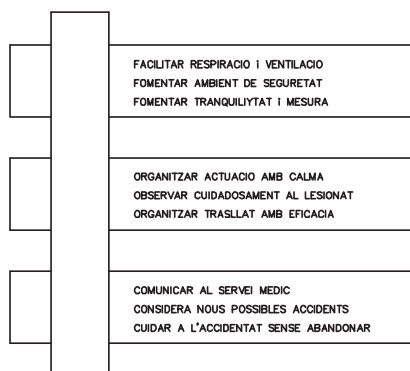 FACILITAR RESPIRACIO i VENTILACIO
FOMENTAR AMBIENT DE SEGURETAT
FOMENTAR TRANQUILIYTAT I MESURA
ORGANITZAR ACTUACIO AMB CALMA
OBSERVAR CUIDADOSAMENT AL LESIONAT
ORGANITZAR TRASLLAT AMB EFICACIA
COMUNICAR AL SERVEI MEDIC
CONSIDERA NOUS POSSIBLES ACCIDENTS
CUIDAR A L'ACCIDENTAT SENSE ABANDONAR